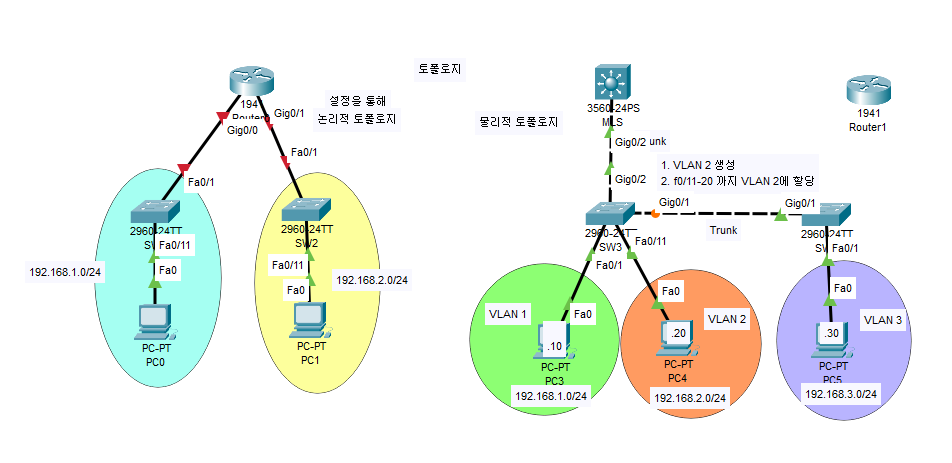 토폴로지
설정을 통해
논리적 토폴로지
물리적 토폴로지
194
Gig0/1
Gig0/0
Fa0/1
Fa0/1
2960-24TT
2960-24TT
SW2
Fa0/11
Fa0/11
Fa0
Fa0
192.168.1.0/24
192.168.2.0/24
PC-PT
PC0
PC-PT
PC1
3560-24PS
MLS
1941
Router1
Gig0/2
unk
Gig0/2
1. VLAN 2 생성
2. f0/11-20 까지 VLAN 2에 할당
Gig0/1
Gig0/1
Trunk
2960-24TT
SW3
2960-24TT
Fa0/1
Fa0/11
Fa0/1
VLAN 1
Fa0
Fa0
VLAN 2
Fa0
VLAN 3
.10
.20
.30
PC-PT
PC3
PC-PT
PC4
PC-PT
PC5
192.168.1.0/24
192.168.2.0/24
192.168.3.0/24